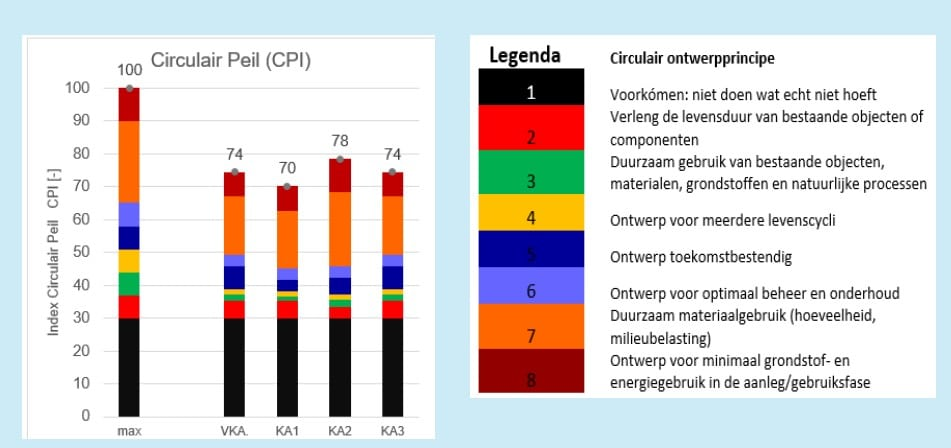 Circulair Peil (CPI)
100
100
90
80
70
60
50
40
30
20
10
0
Index Circulair Peil CPI [-]
74
70
78
74
max
VKA.
KA1
KA2
KA3
Legenda
Circulair ontwerpprincipe
1
Voorkómen: niet doen wat echt niet hoeft
2
Verleng de levensduur van bestaande objecten of
componenten
3
Duurzaam gebruik van bestaande objecten,
materialen, grondstoffen en natuurlijke processen
4
Ontwerp voor meerdere levenscycli
5
Ontwerp toekomstbestendig
6
Ontwerp voor optimaal beheer en onderhoud
7
Duurzaam materiaalgebruik (hoeveelheid,
milieubelasting)
8
Ontwerp voor minimaal grondstof- en
energiegebruik in de aanleg/gebruiksfase